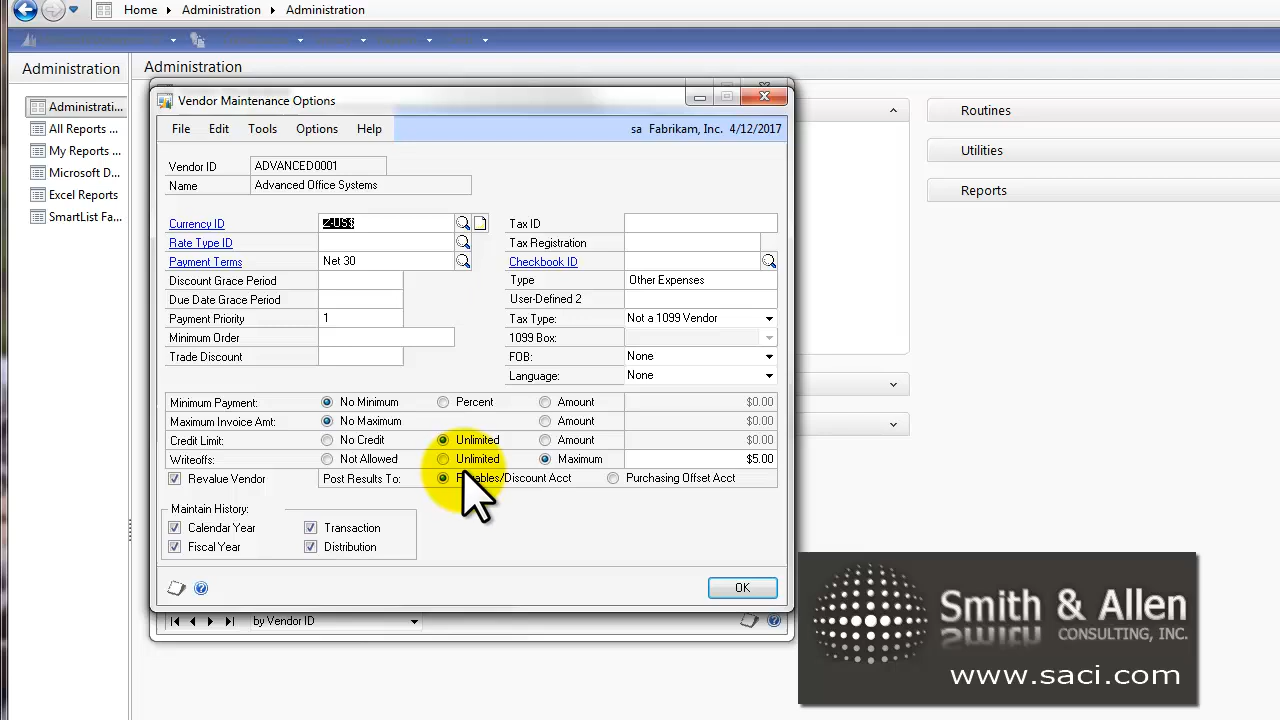 Home Administration Administration
Administration
Administration
Administrati...
All Reports ...
My Reports ...
Microsoft D...
Excel Reports
SmartList Fa...
Routines
Utilities
Reports
Vendor Maintenance Options
File Edit Tools Options Help sa Fabrikam, Inc. 4/12/2017
Vendor ID ADVANCED0001
Name Advanced Office Systems
Currency ID Z-US$ Tax ID
Rate Type ID Tax Registration
Payment Terms Net 30 Checkbook ID
Discount Grace Period Type Other Expenses
Due Date Grace Period User-Defined 2
Payment Priority 1 Tax Type: Not a 1099 Vendor
Minimum Order 1099 Box:
Trade Discount FOB: None
Language: None
Minimum Payment: No Minimum Percent Amount $0.00
Maximum Invoice Amt: No Maximum Amount $0.00
Credit Limit: No Credit Unlimited Amount $0.00
Writeoffs: Not Allowed Unlimited Maximum $5.00
Revalue Vendor Post Results To: Payables/Discount Acct Purchasing Offset Acct
Maintain History:
Calendar Year Transaction
Fiscal Year Distribution
OK
by Vendor ID
Smith & Allen
CONSULTING, INC.
www.saci.com